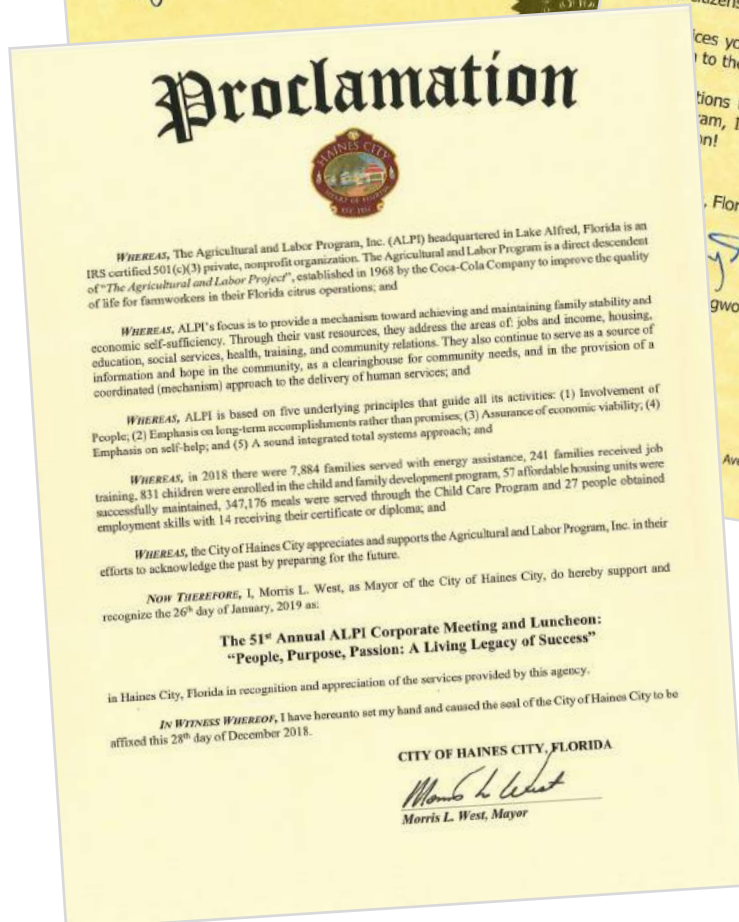 Proclamation
HAINES CITY
HEART OF FLORIDA
WHEREAS, The Agricultural and Labor Program, Inc. (ALPI) headquartered in Lake Alfred, Florida is an
IRS certified 501(c)(3) private, nonprofit organization. The Agricultural and Labor Program is a direct descendent
of "The Agricultural and Labor Project", established in 1968 by the Coca-Cola Company to improve the quality
of life for farmworkers in their Florida citrus operations; and
WHEREAS, ALPI's focus is to provide a mechanism toward achieving and maintaining family stability and
economic self-sufficiency. Through their vast resources, they address the areas of: jobs and income, housing,
education, social services, health, training, and community relations. They also continue to serve as a source of
information and hope in the community, as a clearinghouse for community needs, and in the provision of a
coordinated (mechanism) approach to the delivery of human services; and
WHEREAS, ALPI is based on five underlying principles that guide all its activities: (1) Involvement of
People; (2) Emphasis on long-term accomplishments rather than promises; (3) Assurance of economic viability; (4)
Emphasis on self-help; and (5) A sound integrated total systems approach; and
WHEREAS, in 2018 there were 7,884 families served with energy assistance, 241 families received job
training, 831 children were enrolled in the child and family development program, 57 affordable housing units were
successfully maintained, 347,176 meals were served through the Child Care Program and 27 people obtained
employment skills with 14 receiving their certificate or diploma; and
WHEREAS, the City of Haines City appreciates and supports the Agricultural and Labor Program, Inc. in their
efforts to acknowledge the past by preparing for the future.
NOW THEREFORE, I, Morris L. West, as Mayor of the City of Haines City, do hereby support and
recognize the 26th day of January, 2019 as:
The 51st Annual ALPI Corporate Meeting and Luncheon:
"People, Purpose, Passion: A Living Legacy of Success"
in Haines City, Florida in recognition and appreciation of the services provided by this agency.
IN WITNESS WHEREOF, I have hereunto set my hand and caused the seal of the City of Haines City to be
affixed this 28th day of December 2018.
CITY OF HAINES CITY, FLORIDA
Morris L West
Morris L. West, Mayor
ices yo
to the
tions
am, I
on!
, Flor
gwo
Ave